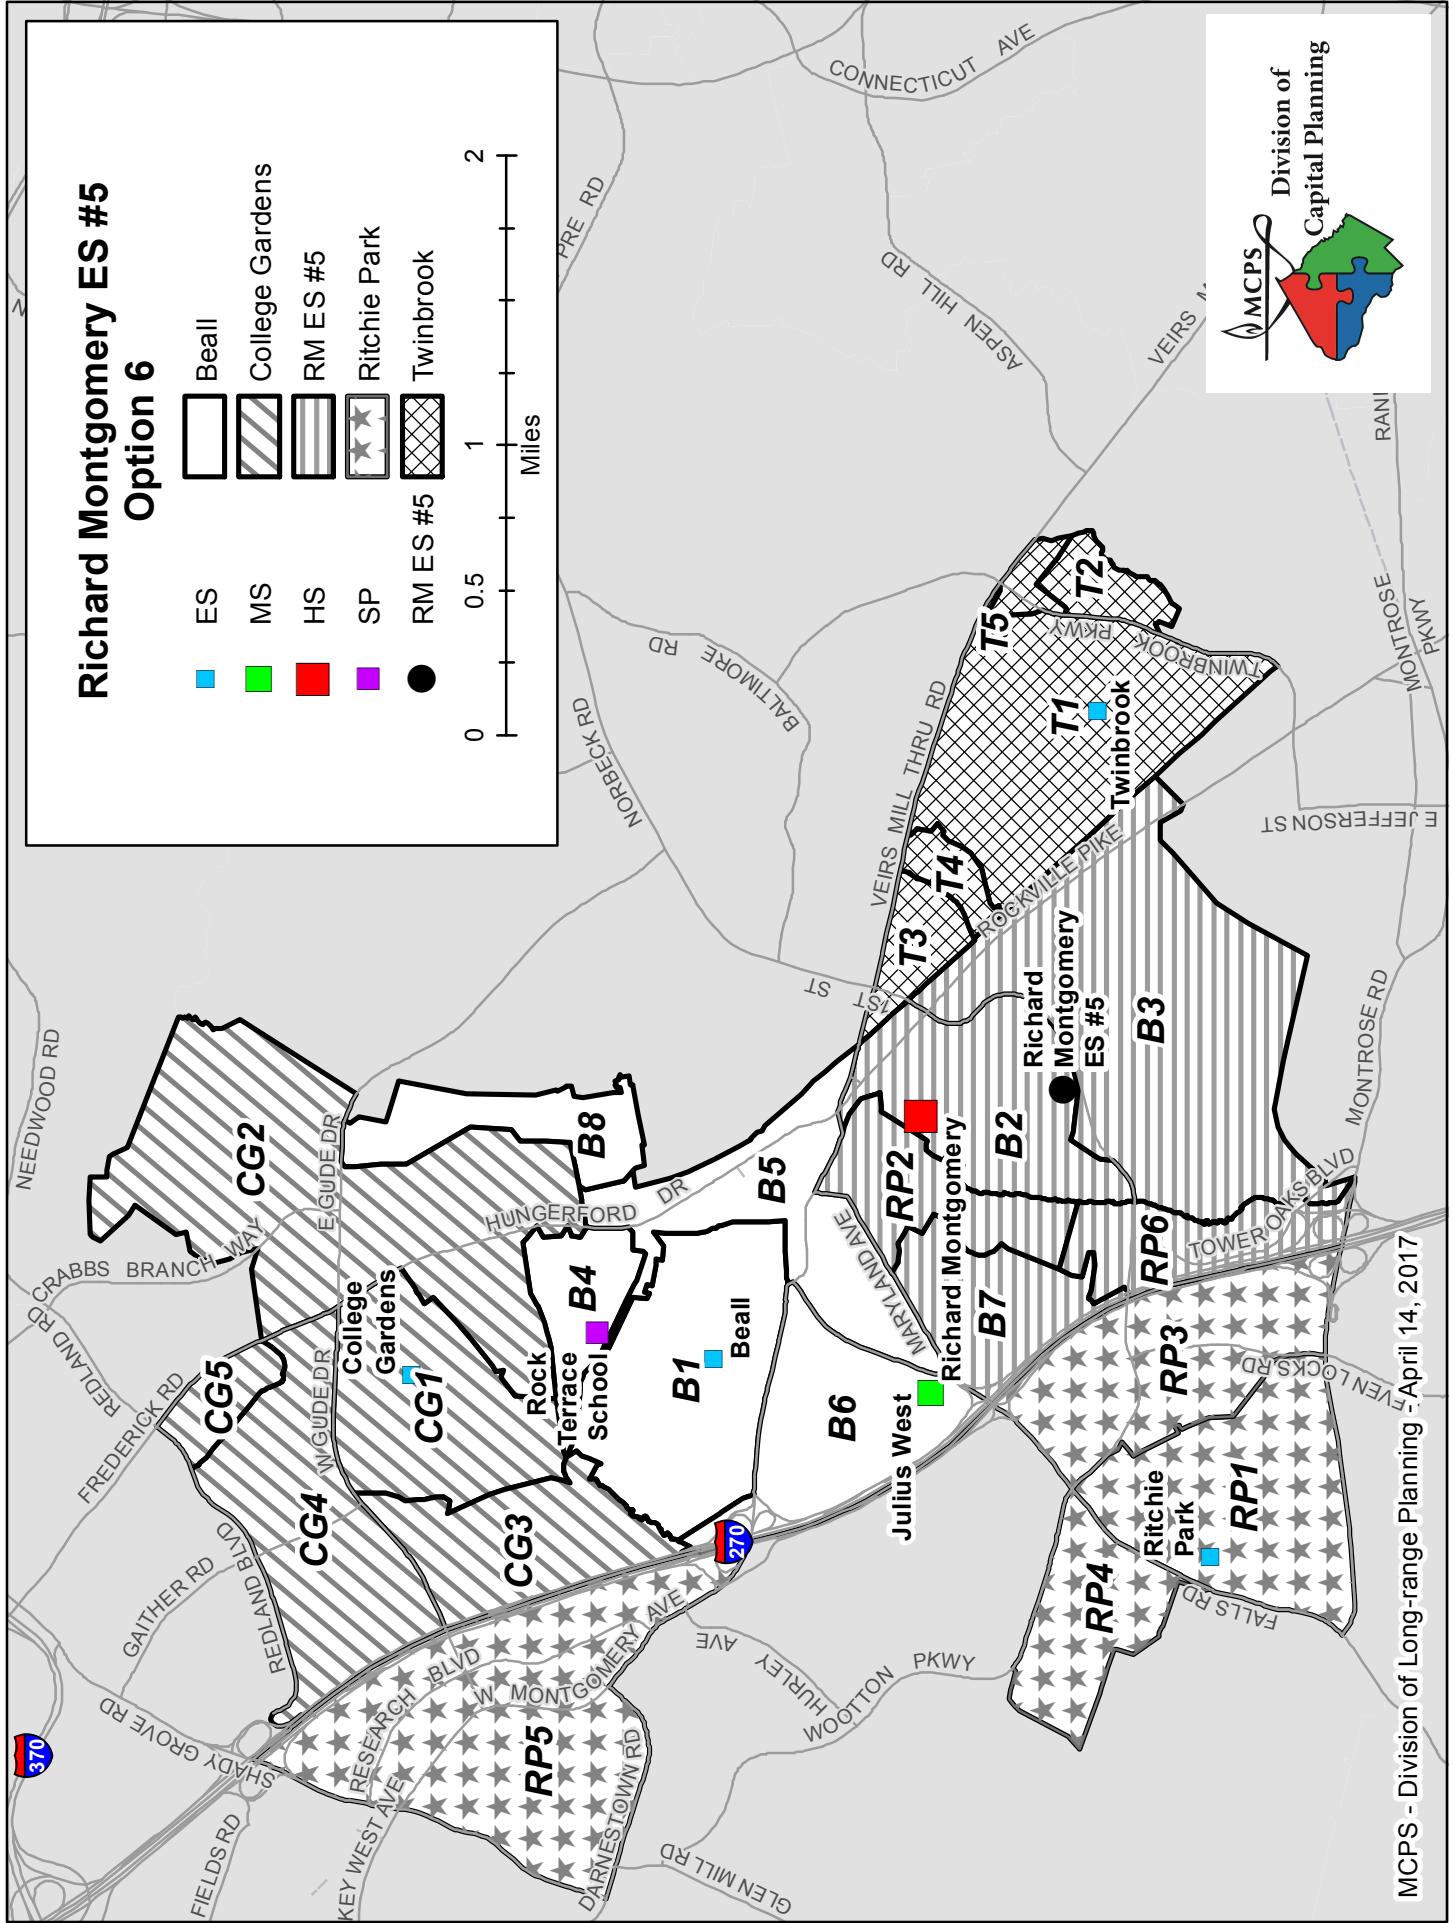 Richard Montgomery ES #5
Option 6
ES
MS
HS
SP
RM ES #5
Beall
College Gardens
RM ES #5
Ritchie Park
Twinbrook
0
0.5
1
2
Miles
370
SHADY GROVE RD
FIELDS RD
KEY WEST AVE
RESEARCH BLVD
W MONTGOMERY AVE
DARNESTOWN RD
GLEN MILL RD
HURLEY AVE
WOOTTON PKWY
GAITHER RD
REDLAND BLVD
FREDERICK RD
REDLAND RD
CRABBS BRANCH WAY
NEEDWOOD RD
W GUDE DR
E GUDE DR
HUNGERFORD DR
NORBECK RD
BALTIMORE RD
1ST ST
VEIRS MILL THRU RD
ROCKVILLE PIKE
TWINBROOK PKWY
MARYLAND AVE
TOWER OAKS BLVD
SEVEN LOCKS RD
FALLS RD
MONTROSE RD
MONTROSE PKWY
E JEFFERSON ST
ASPEN HILL RD
CONNECTICUT AVE
VEIRS M
PRE RD
RAN
270
CG1
CG2
CG3
CG4
CG5
B1
B2
B3
B4
B5
B6
B7
B8
RP1
RP2
RP3
RP4
RP5
RP6
T1
T2
T3
T4
T5
College
Gardens
Rock
Terrace
School
Beall
Julius West
Richard Montgomery
Richard
Montgomery
ES #5
Twinbrook
Ritchie
Park
MCPS
Division of
Capital Planning
MCPS - Division of Long-range Planning - April 14, 2017